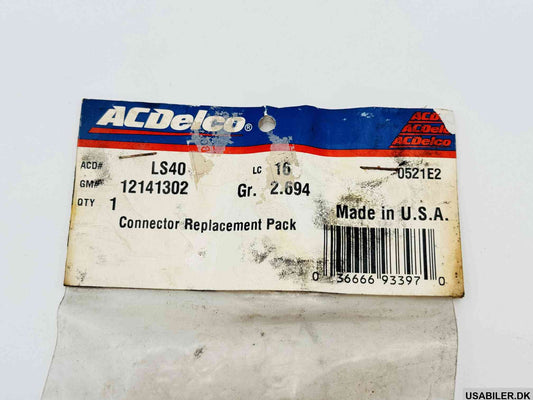 ACDelco®
ACDelco
ACDelco
ACDelco
ACD# LS40 LC 16 0521E2
GM# 12141302 Gr. 2.694
QTY 1
Connector Replacement Pack
Made in U.S.A.
0 36666 93397 0
USABILER.DK